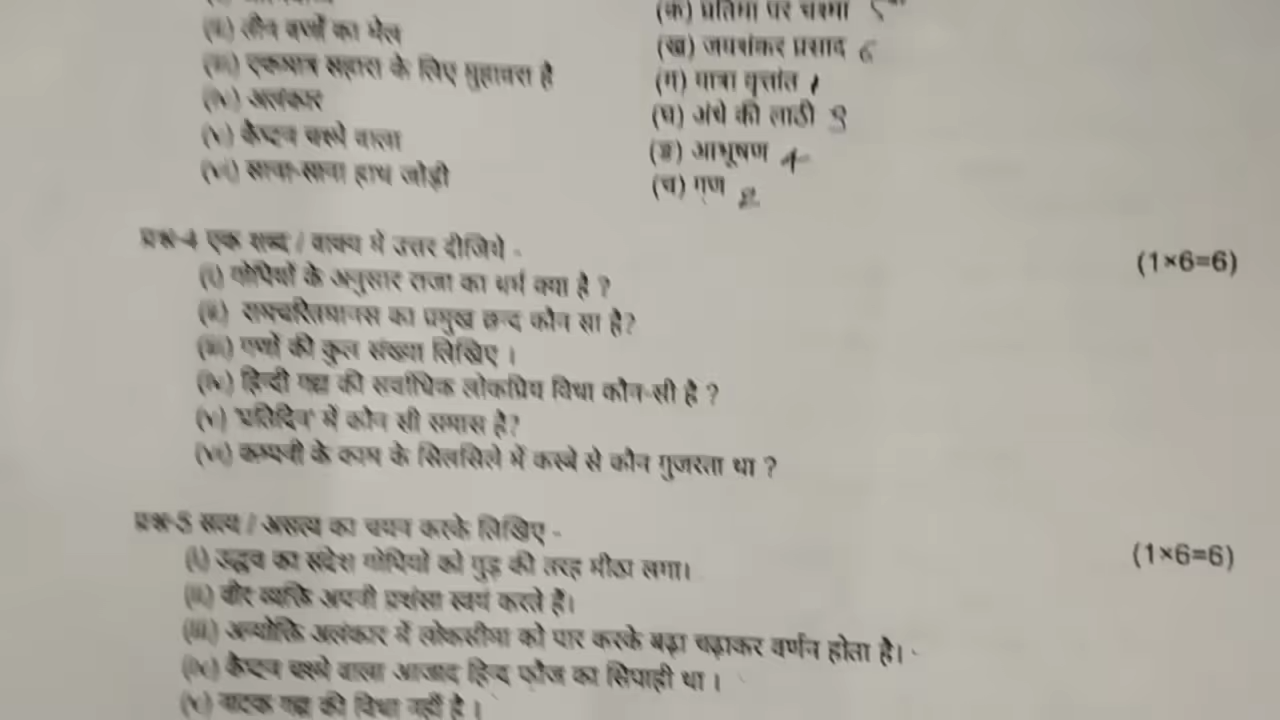 (क) प्रतिमा पर चश्मा
(ii) तीन वर्णों का मेल
(ख) जयशंकर प्रसाद 6
(iii) एकमात्र सहारा के लिए मुहावरा है
(ग) यात्रा वृत्तांत 1
(iv) अलंकार
(घ) अंधे की लाठी
(v) कैप्टन चश्मे वाला
(ङ) आभूषण 4
(vi) साना-साना हाथ जोड़ी
(च) गण
प्रश्न-4 एक शब्द / वाक्य में उत्तर दीजिये -
(1×6=6)
(i) गोपियों के अनुसार राजा का धर्म क्या है ?
(ii) रामचरितमानस का प्रमुख छन्द कौन सा है?
(iii) गणों की कुल संख्या लिखिए ।
(iv) हिन्दी गद्य की सर्वाधिक लोकप्रिय विधा कौन-सी है ?
(v) 'प्रतिदिन' में कौन सी समास है?
(vi) कम्पनी के काम के सिलसिले में कस्बे से कौन गुजरता था ?
प्रश्न-5 सत्य / असत्य का चयन करके लिखिए -
(1×6=6)
(i) उद्धव का संदेश गोपियों को गुड़ की तरह मीठा लगा।
(ii) वीर व्यक्ति अपनी प्रशंसा स्वयं करते हैं।
(iii) अन्योक्ति अलंकार में लोकसीमा को पार करके बढ़ा चढ़ाकर वर्णन होता है।
(iv) कैप्टन चश्मे वाला आजाद हिन्द फौज का सिपाही था ।
(v) नाटक गद्य की विधा नहीं है ।